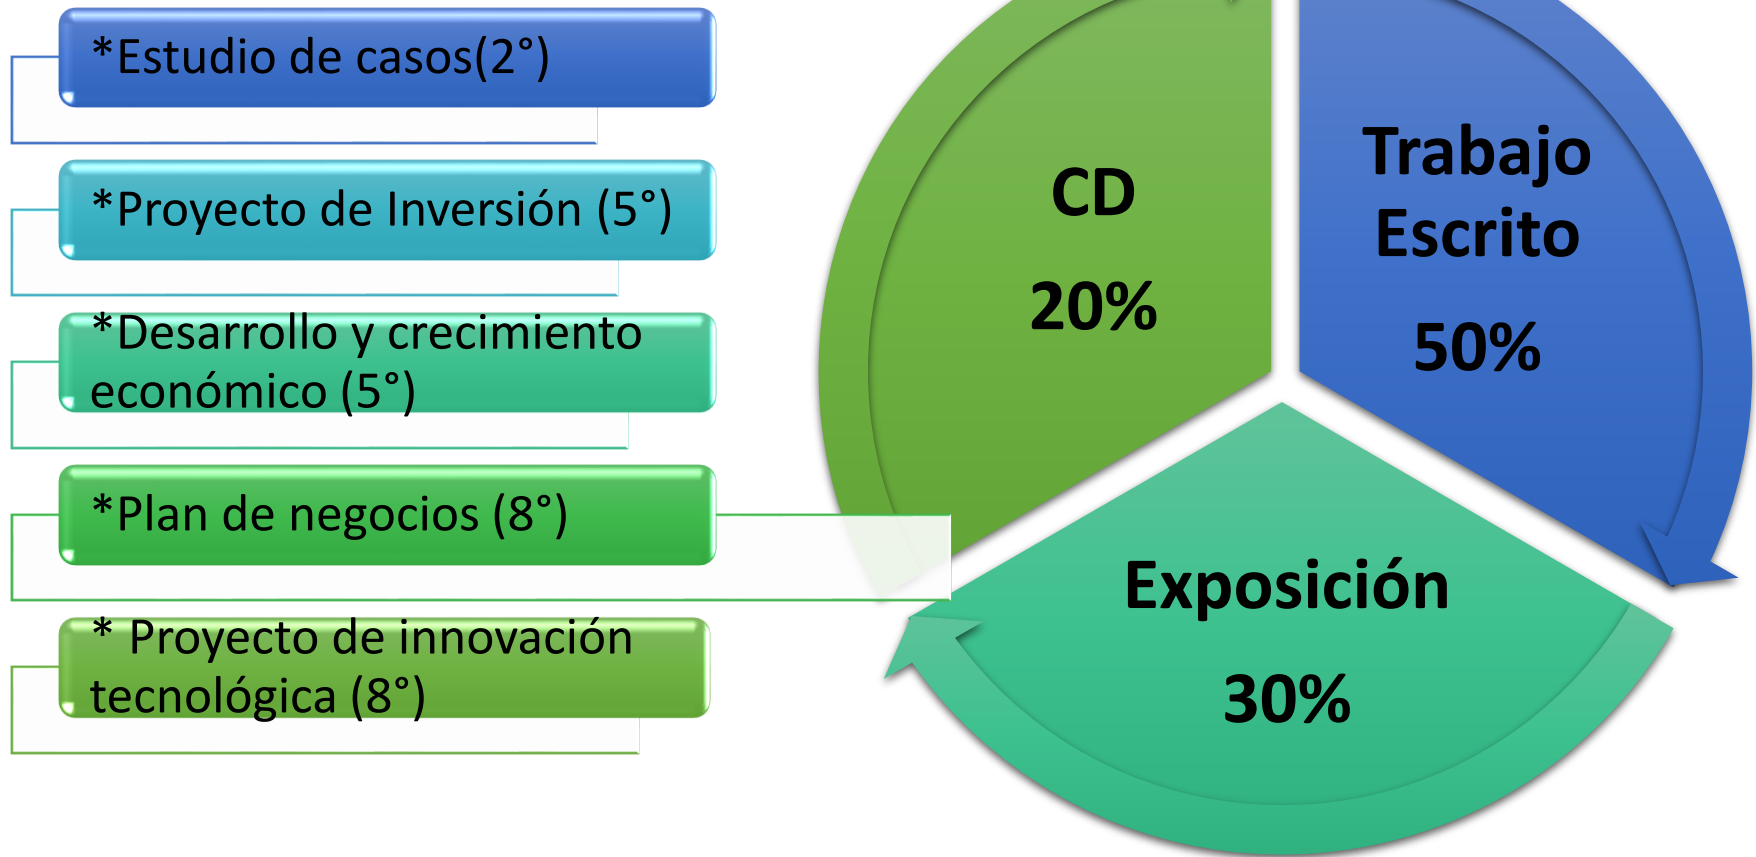 *Estudio de casos(2°)
*Proyecto de Inversión (5°)
*Desarrollo y crecimiento
económico (5°)
*Plan de negocios (8°)
* Proyecto de innovación
tecnológica (8°)
CD
20%
Trabajo
Escrito
50%
Exposición
30%